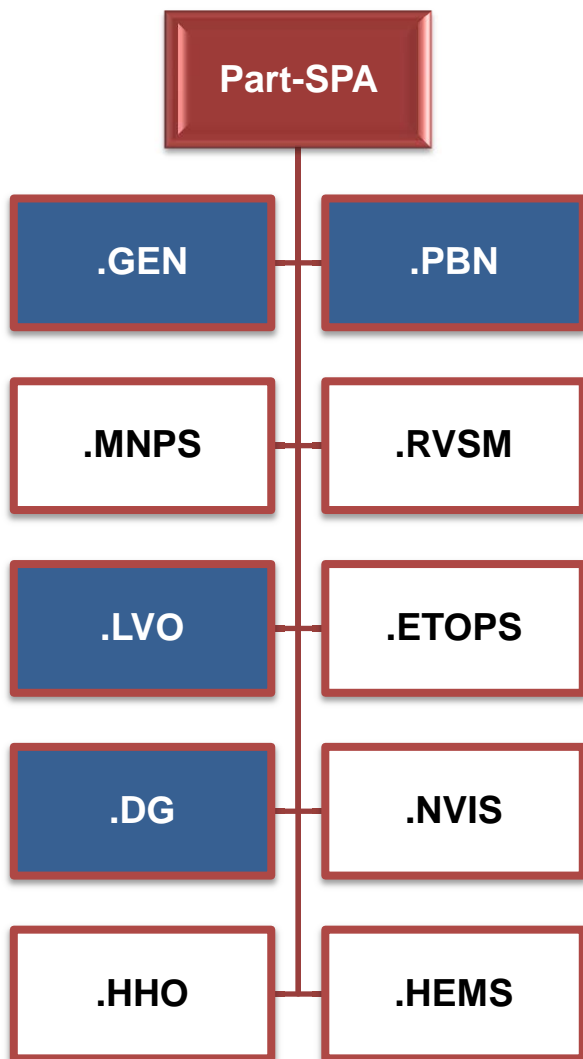 Part-SPA
.GEN
.PBN
.MNPS
.RVSM
.LVO
.ETOPS
.DG
.NVIS
.HHO
.HEMS